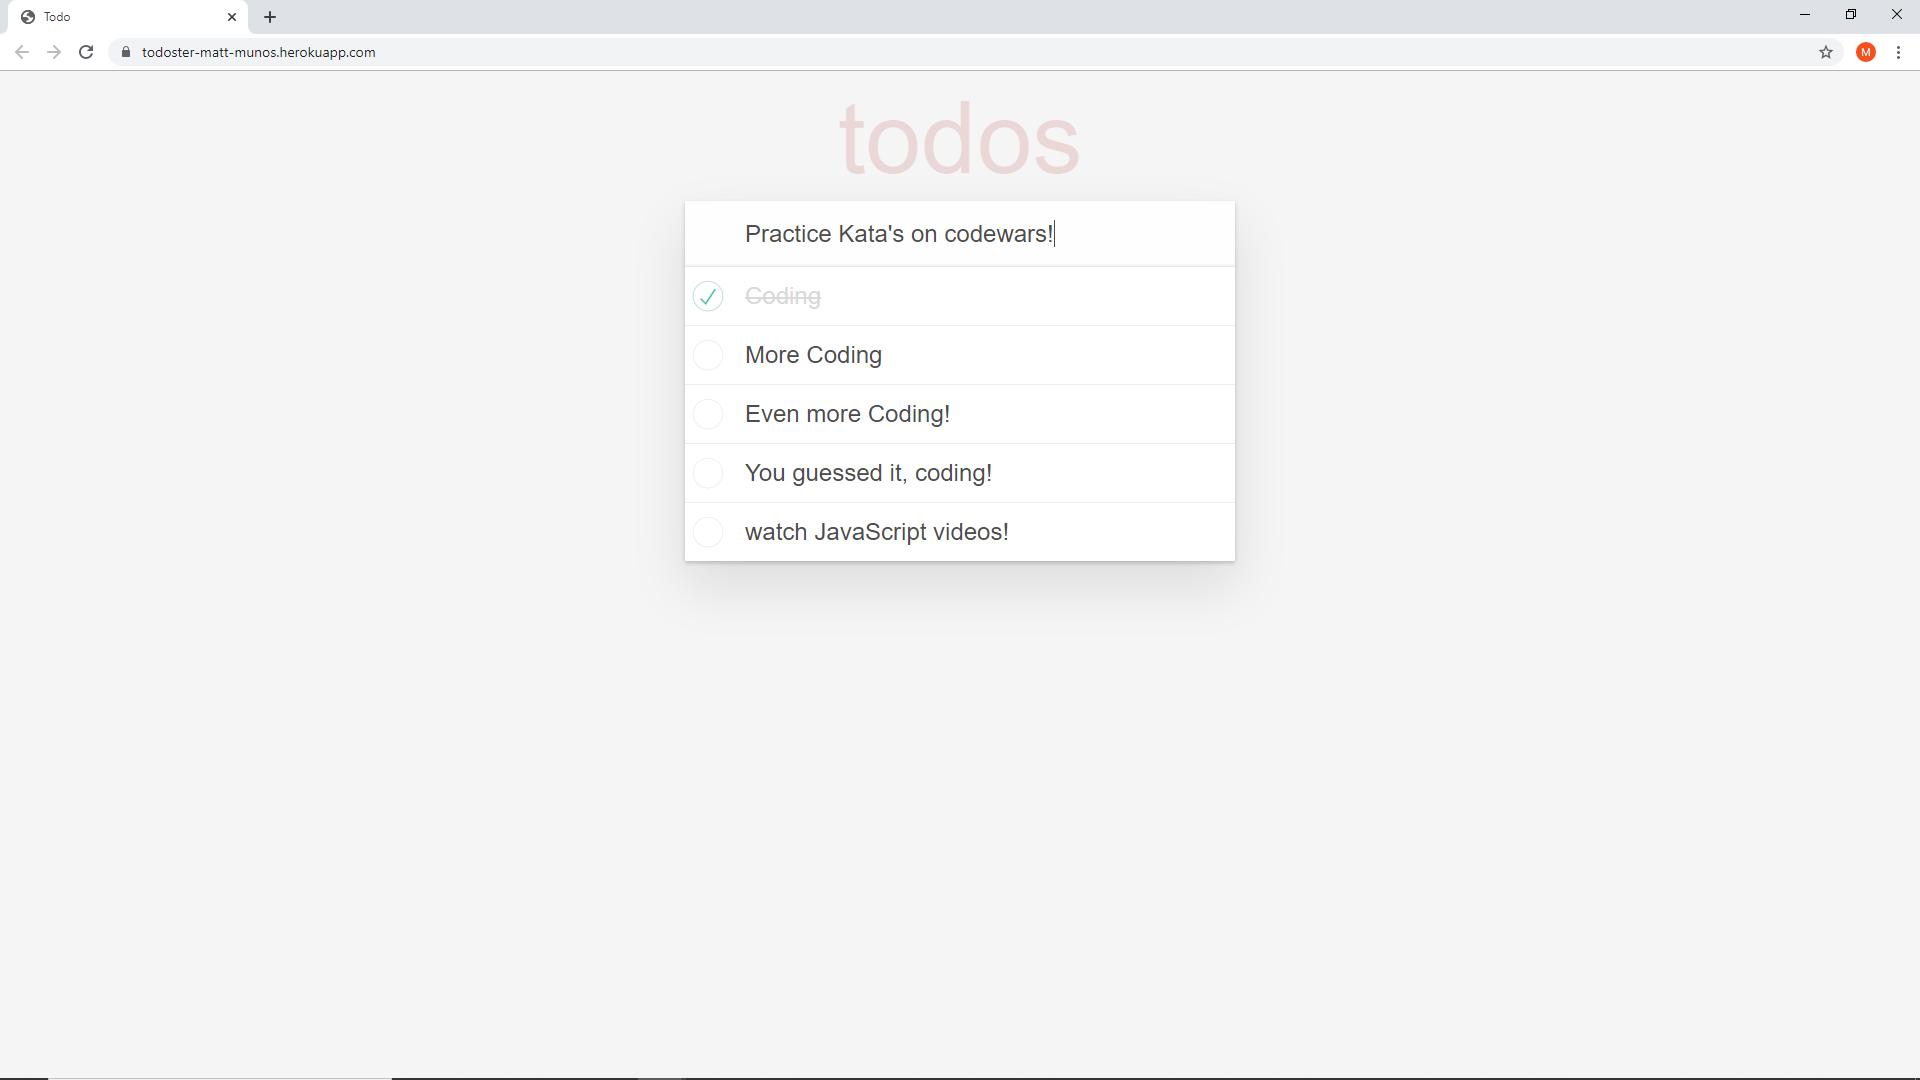 Todo
todoster-matt-munos.herokuapp.com
M
todos
Practice Kata's on codewars!
Coding
More Coding
Even more Coding!
You guessed it, coding!
watch JavaScript videos!